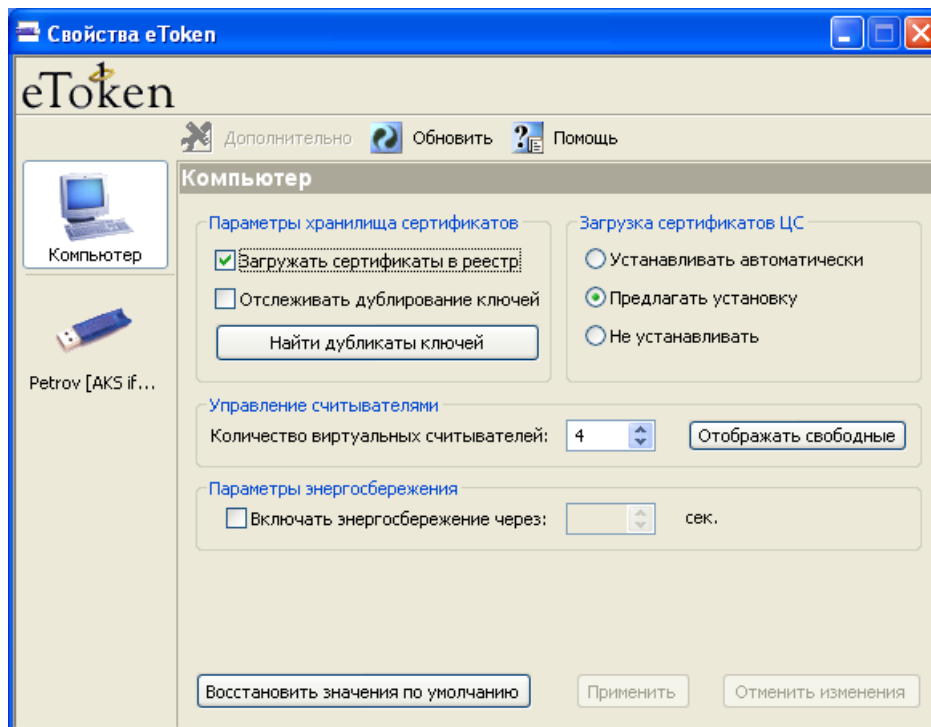 Свойства eToken
eToken
Дополнительно Обновить Помощь
Компьютер
Компьютер
Petrov [AKS if...
Параметры хранилища сертификатов
Загружать сертификаты в реестр
Отслеживать дублирование ключей
Найти дубликаты ключей
Загрузка сертификатов ЦС
Устанавливать автоматически
Предлагать установку
Не устанавливать
Управление считывателями
Количество виртуальных считывателей: 4 Отображать свободные
Параметры энергосбережения
Включать энергосбережение через: сек.
Восстановить значения по умолчанию Применить Отменить изменения